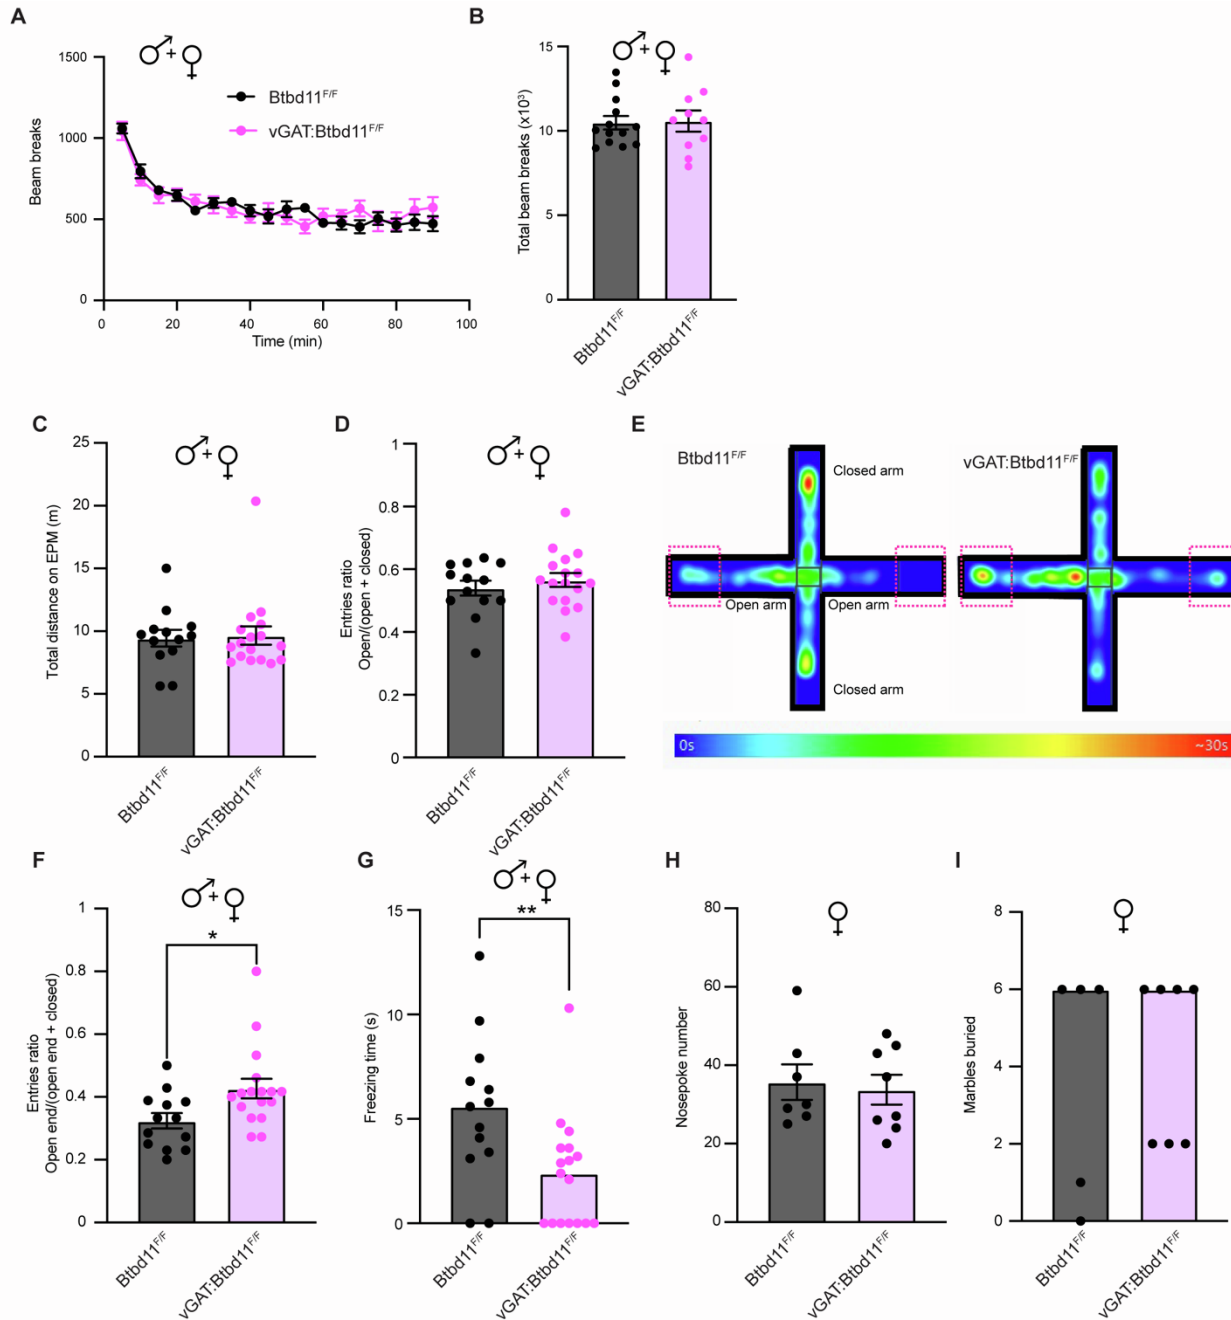 A
1500
1000
500
0
Beam breaks
0
20
40
60
80
100
Time (min)
+
Btbd11F/F
vGAT:Btbd11F/F
B
15
10
5
0
Total beam breaks (x10³)
+
Btbd11F/F
vGAT:Btbd11F/F
C
25
20
15
10
5
0
Total distance on EPM (m)
+
Btbd11F/F
vGAT:Btbd11F/F
D
1
0.8
0.6
0.4
0.2
0
Entries ratio
Open/(open + closed)
+
Btbd11F/F
vGAT:Btbd11F/F
E
Btbd11F/F
Closed arm
Open arm
Open arm
Closed arm
vGAT:Btbd11F/F
0s
~30s
F
1
0.8
0.6
0.4
0.2
0
Entries ratio
Open end/(open end + closed)
+
*
Btbd11F/F
vGAT:Btbd11F/F
G
15
10
5
0
Freezing time (s)
+
**
Btbd11F/F
vGAT:Btbd11F/F
H
80
60
40
20
0
Nosepoke number
Btbd11F/F
vGAT:Btbd11F/F
I
8
6
4
2
0
Marbles buried
Btbd11F/F
vGAT:Btbd11F/F